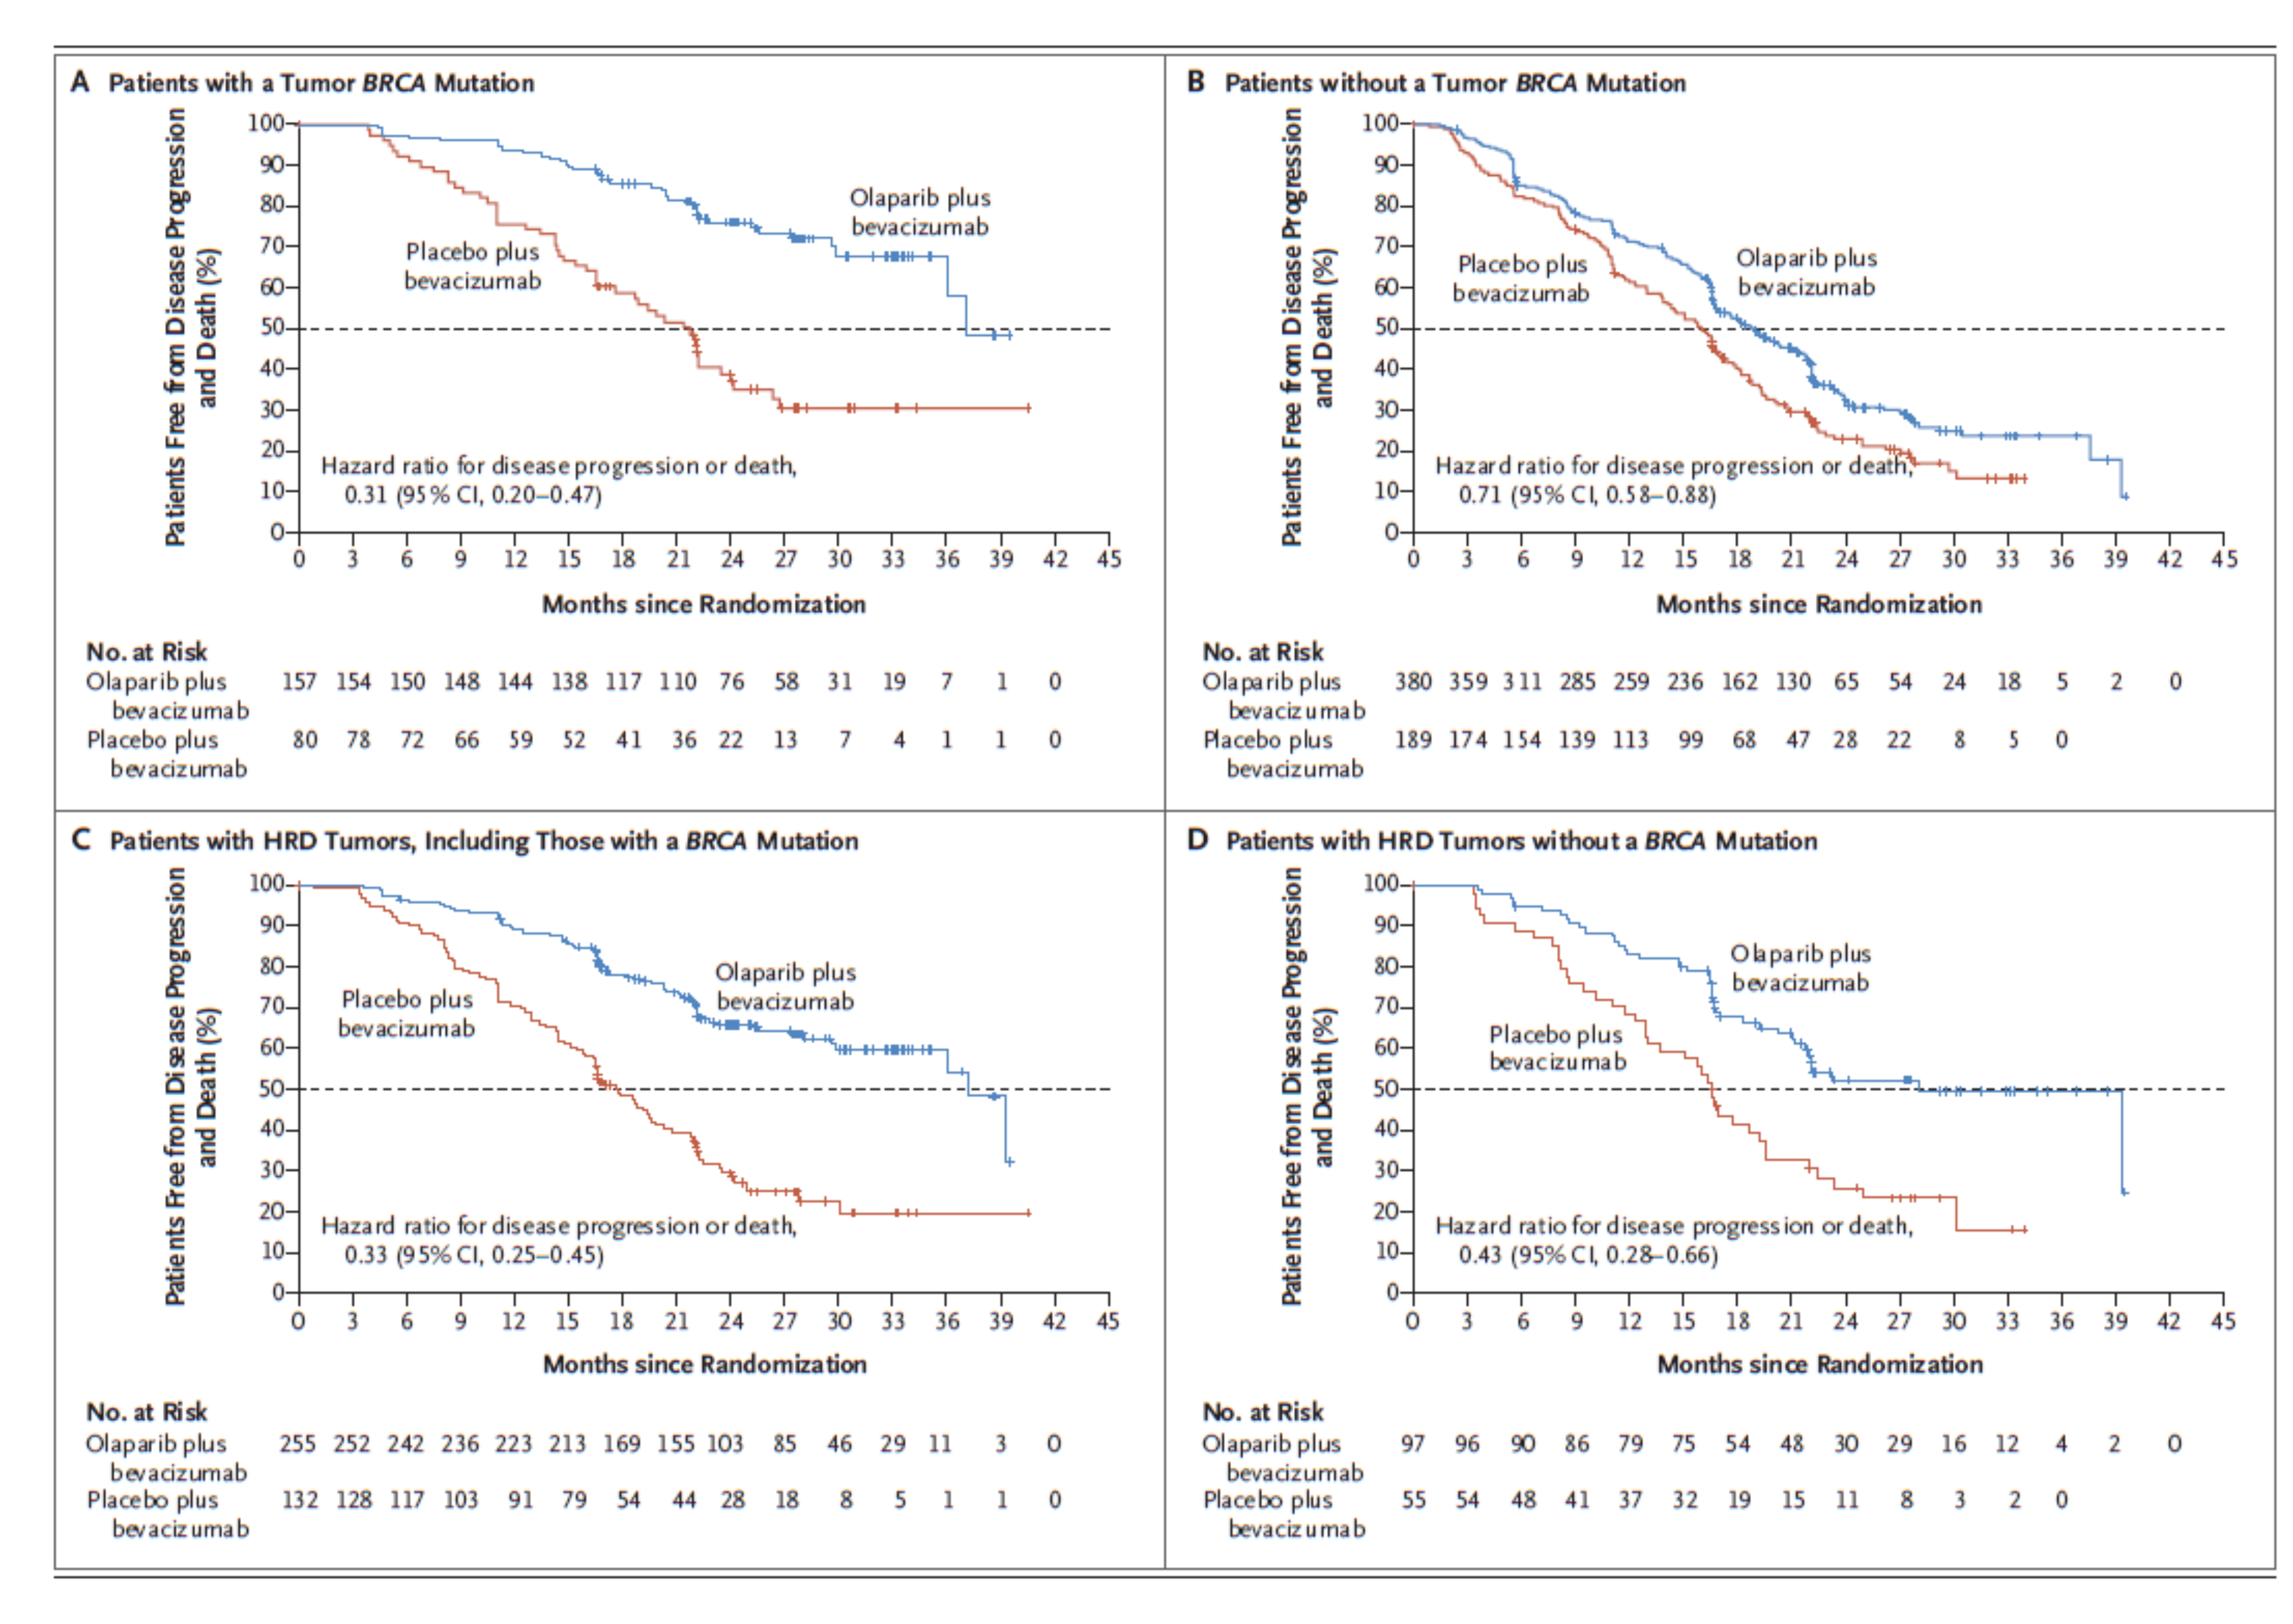 A Patients with a Tumor BRCA Mutation
Patients Free from Disease Progression
and Death (%)
100
90
80
70
60
50
40
30
20
10
0
Olaparib plus
bevacizumab
Placebo plus
bevacizumab
Hazard ratio for disease progression or death,
0.31 (95% CI, 0.20–0.47)
0 3 6 9 12 15 18 21 24 27 30 33 36 39 42 45
Months since Randomization
No. at Risk
Olaparib plus 157 154 150 148 144 138 117 110 76 58 31 19 7 1 0
bevacizumab
Placebo plus 80 78 72 66 59 52 41 36 22 13 7 4 1 1 0
bevacizumab
B Patients without a Tumor BRCA Mutation
Patients Free from Disease Progression
and Death (%)
100
90
80
70
60
50
40
30
20
10
0
Placebo plus
bevacizumab
Olaparib plus
bevacizumab
Hazard ratio for disease progression or death,
0.71 (95% CI, 0.58–0.88)
0 3 6 9 12 15 18 21 24 27 30 33 36 39 42 45
Months since Randomization
No. at Risk
Olaparib plus 380 359 311 285 259 236 162 130 65 54 24 18 5 2 0
bevacizumab
Placebo plus 189 174 154 139 113 99 68 47 28 22 8 5 0
bevacizumab
C Patients with HRD Tumors, Including Those with a BRCA Mutation
Patients Free from Disease Progression
and Death (%)
100
90
80
70
60
50
40
30
20
10
0
Olaparib plus
bevacizumab
Placebo plus
bevacizumab
Hazard ratio for disease progression or death,
0.33 (95% CI, 0.25–0.45)
0 3 6 9 12 15 18 21 24 27 30 33 36 39 42 45
Months since Randomization
No. at Risk
Olaparib plus 255 252 242 236 223 213 169 155 103 85 46 29 11 3 0
bevacizumab
Placebo plus 132 128 117 103 91 79 54 44 28 18 8 5 1 1 0
bevacizumab
D Patients with HRD Tumors without a BRCA Mutation
Patients Free from Disease Progression
and Death (%)
100
90
80
70
60
50
40
30
20
10
0
Olaparib plus
bevacizumab
Placebo plus
bevacizumab
Hazard ratio for disease progression or death,
0.43 (95% CI, 0.28–0.66)
0 3 6 9 12 15 18 21 24 27 30 33 36 39 42 45
Months since Randomization
No. at Risk
Olaparib plus 97 96 90 86 79 75 54 48 30 29 16 12 4 2 0
bevacizumab
Placebo plus 55 54 48 41 37 32 19 15 11 8 3 2 0
bevacizumab